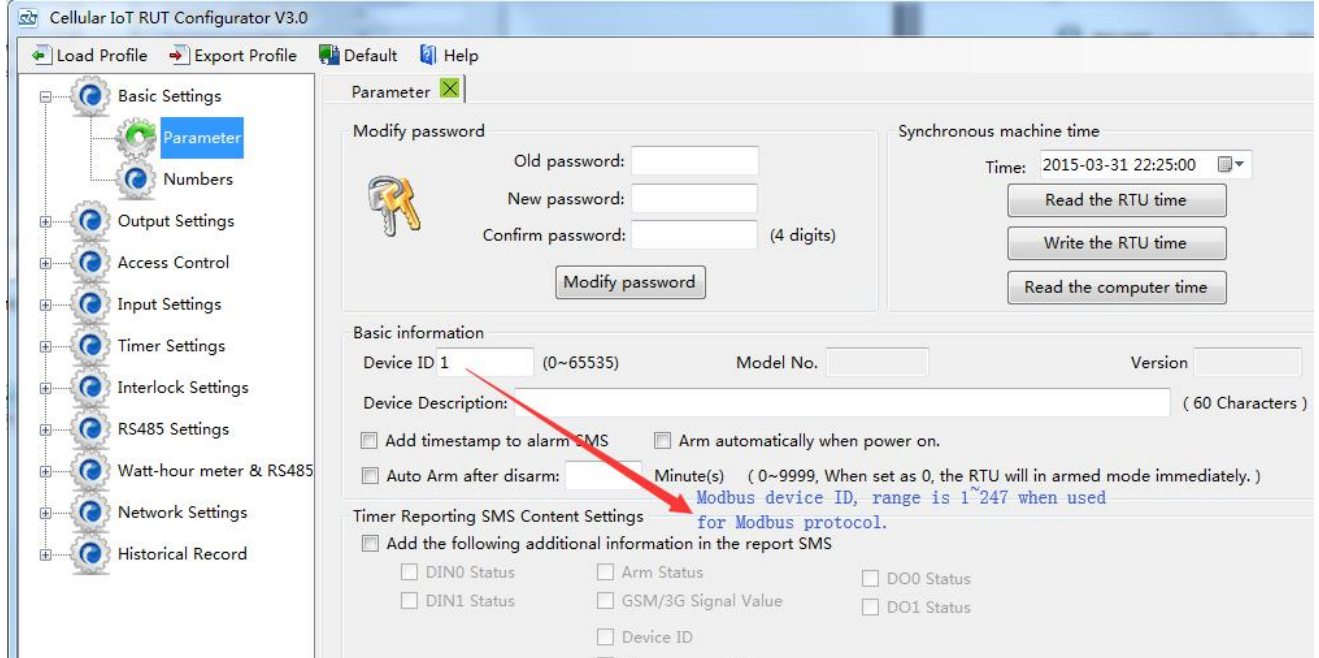 Cellular IoT RUT Configurator V3.0
Load Profile Export Profile Default Help
Basic Settings
Parameter
Numbers
Output Settings
Access Control
Input Settings
Timer Settings
Interlock Settings
RS485 Settings
Watt-hour meter & RS485
Network Settings
Historical Record
Parameter
Modify password
Old password:
New password:
Confirm password: (4 digits)
Modify password
Synchronous machine time
Time: 2015-03-31 22:25:00
Read the RTU time
Write the RTU time
Read the computer time
Basic information
Device ID 1 (0~65535) Model No. Version
Device Description: ( 60 Characters )
Add timestamp to alarm SMS Arm automatically when power on.
Auto Arm after disarm: Minute(s) ( 0~9999, When set as 0, the RTU will in armed mode immediately. )
Modbus device ID, range is 1~247 when used
for Modbus protocol.
Timer Reporting SMS Content Settings
Add the following additional information in the report SMS
DIN0 Status Arm Status DO0 Status
DIN1 Status GSM/3G Signal Value DO1 Status
Device ID